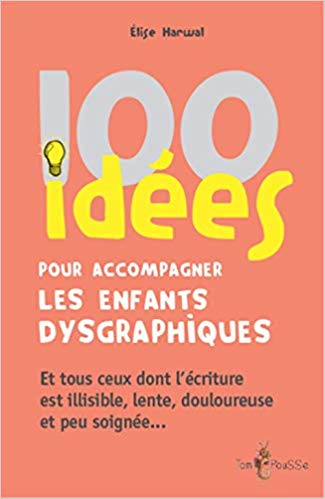 Élise Harwal
100
idées
POUR ACCOMPAGNER
LES ENFANTS
DYSGRAPHIQUES
Et tous ceux dont l'écriture
est illisible, lente, douloureuse
et peu soignée...
Tom Pousse